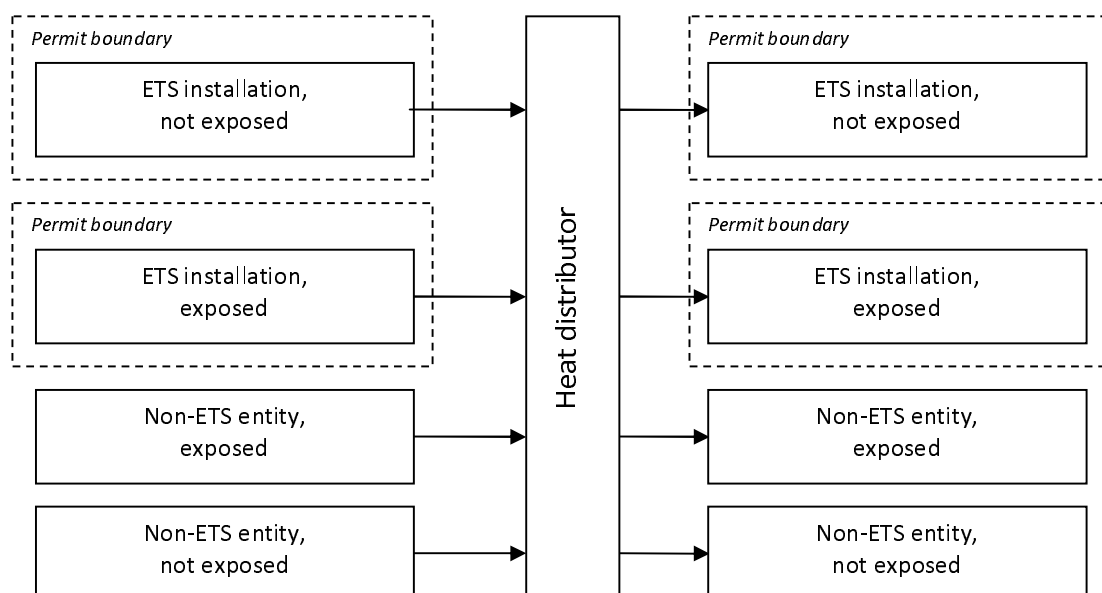 Permit boundary
ETS installation,
not exposed
Permit boundary
ETS installation,
exposed
Non-ETS entity,
exposed
Non-ETS entity,
not exposed
Heat distributor
Permit boundary
ETS installation,
not exposed
Permit boundary
ETS installation,
exposed
Non-ETS entity,
exposed
Non-ETS entity,
not exposed